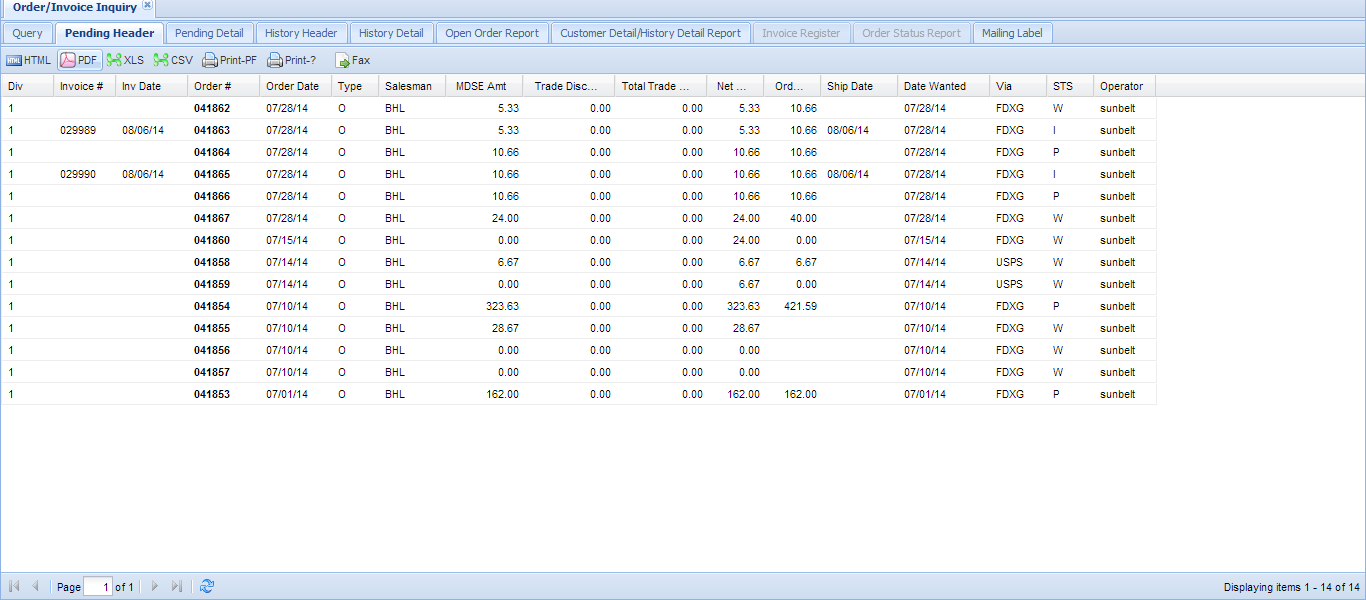 Order/Invoice Inquiry
Query Pending Header Pending Detail History Header History Detail Open Order Report Customer Detail/History Detail Report Invoice Register Order Status Report Mailing Label
HTML PDF XLS CSV Print-PF Print-? Fax
Div Invoice # Inv Date Order # Order Date Type Salesman MDSE Amt Trade Disc... Total Trade ... Net ... Ord... Ship Date Date Wanted Via STS Operator
1 041862 07/28/14 O BHL 5.33 0.00 0.00 5.33 10.66 07/28/14 FDXG W sunbelt
1 029989 08/06/14 041863 07/28/14 O BHL 5.33 0.00 0.00 5.33 10.66 08/06/14 07/28/14 FDXG I sunbelt
1 041864 07/28/14 O BHL 10.66 0.00 0.00 10.66 10.66 07/28/14 FDXG P sunbelt
1 029990 08/06/14 041865 07/28/14 O BHL 10.66 0.00 0.00 10.66 10.66 08/06/14 07/28/14 FDXG I sunbelt
1 041866 07/28/14 O BHL 10.66 0.00 0.00 10.66 10.66 07/28/14 FDXG P sunbelt
1 041867 07/28/14 O BHL 24.00 0.00 0.00 24.00 40.00 07/28/14 FDXG W sunbelt
1 041860 07/15/14 O BHL 0.00 0.00 0.00 24.00 0.00 07/15/14 FDXG W sunbelt
1 041858 07/14/14 O BHL 6.67 0.00 0.00 6.67 6.67 07/14/14 USPS W sunbelt
1 041859 07/14/14 O BHL 0.00 0.00 0.00 6.67 0.00 07/14/14 USPS W sunbelt
1 041854 07/10/14 O BHL 323.63 0.00 0.00 323.63 421.59 07/10/14 FDXG P sunbelt
1 041855 07/10/14 O BHL 28.67 0.00 0.00 28.67 07/10/14 FDXG W sunbelt
1 041856 07/10/14 O BHL 0.00 0.00 0.00 0.00 07/10/14 FDXG W sunbelt
1 041857 07/10/14 O BHL 0.00 0.00 0.00 0.00 07/10/14 FDXG W sunbelt
1 041853 07/01/14 O BHL 162.00 0.00 0.00 162.00 162.00 07/01/14 FDXG P sunbelt
Page 1 of 1 Displaying items 1 - 14 of 14